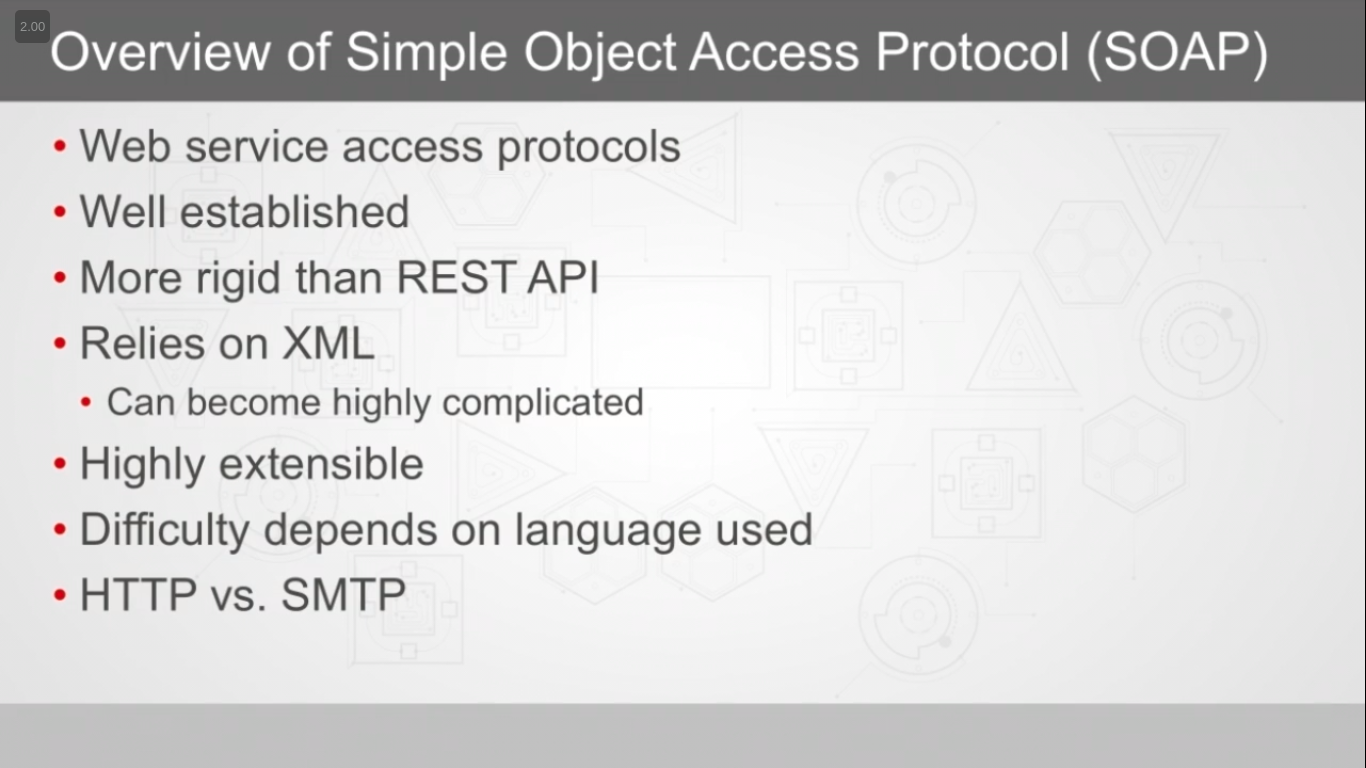 2.00
Overview of Simple Object Access Protocol (SOAP)
• Web service access protocols
• Well established
• More rigid than REST API
• Relies on XML
• Can become highly complicated
• Highly extensible
• Difficulty depends on language used
• HTTP vs. SMTP